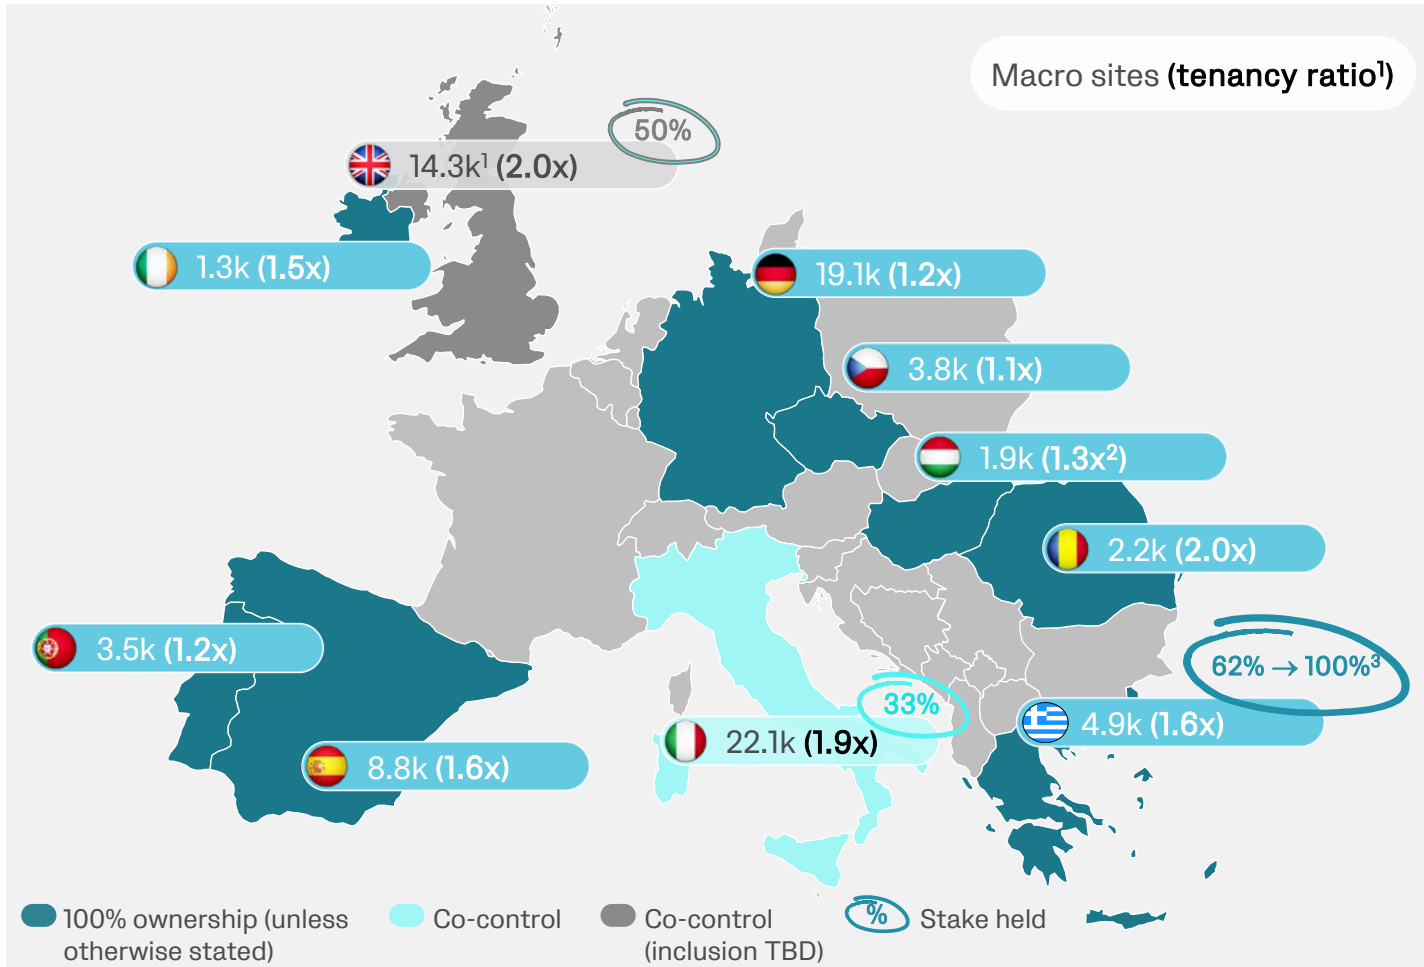 Macro sites (tenancy ratio¹)
50%
14.3k¹ (2.0x)
1.3k (1.5x)
19.1k (1.2x)
3.8k (1.1x)
1.9k (1.3x²)
2.2k (2.0x)
3.5k (1.2x)
62% → 100%³
33%
4.9k (1.6x)
22.1k (1.9x)
8.8k (1.6x)
100% ownership (unless
otherwise stated)
Co-control
Co-control
(inclusion TBD)
%
Stake held